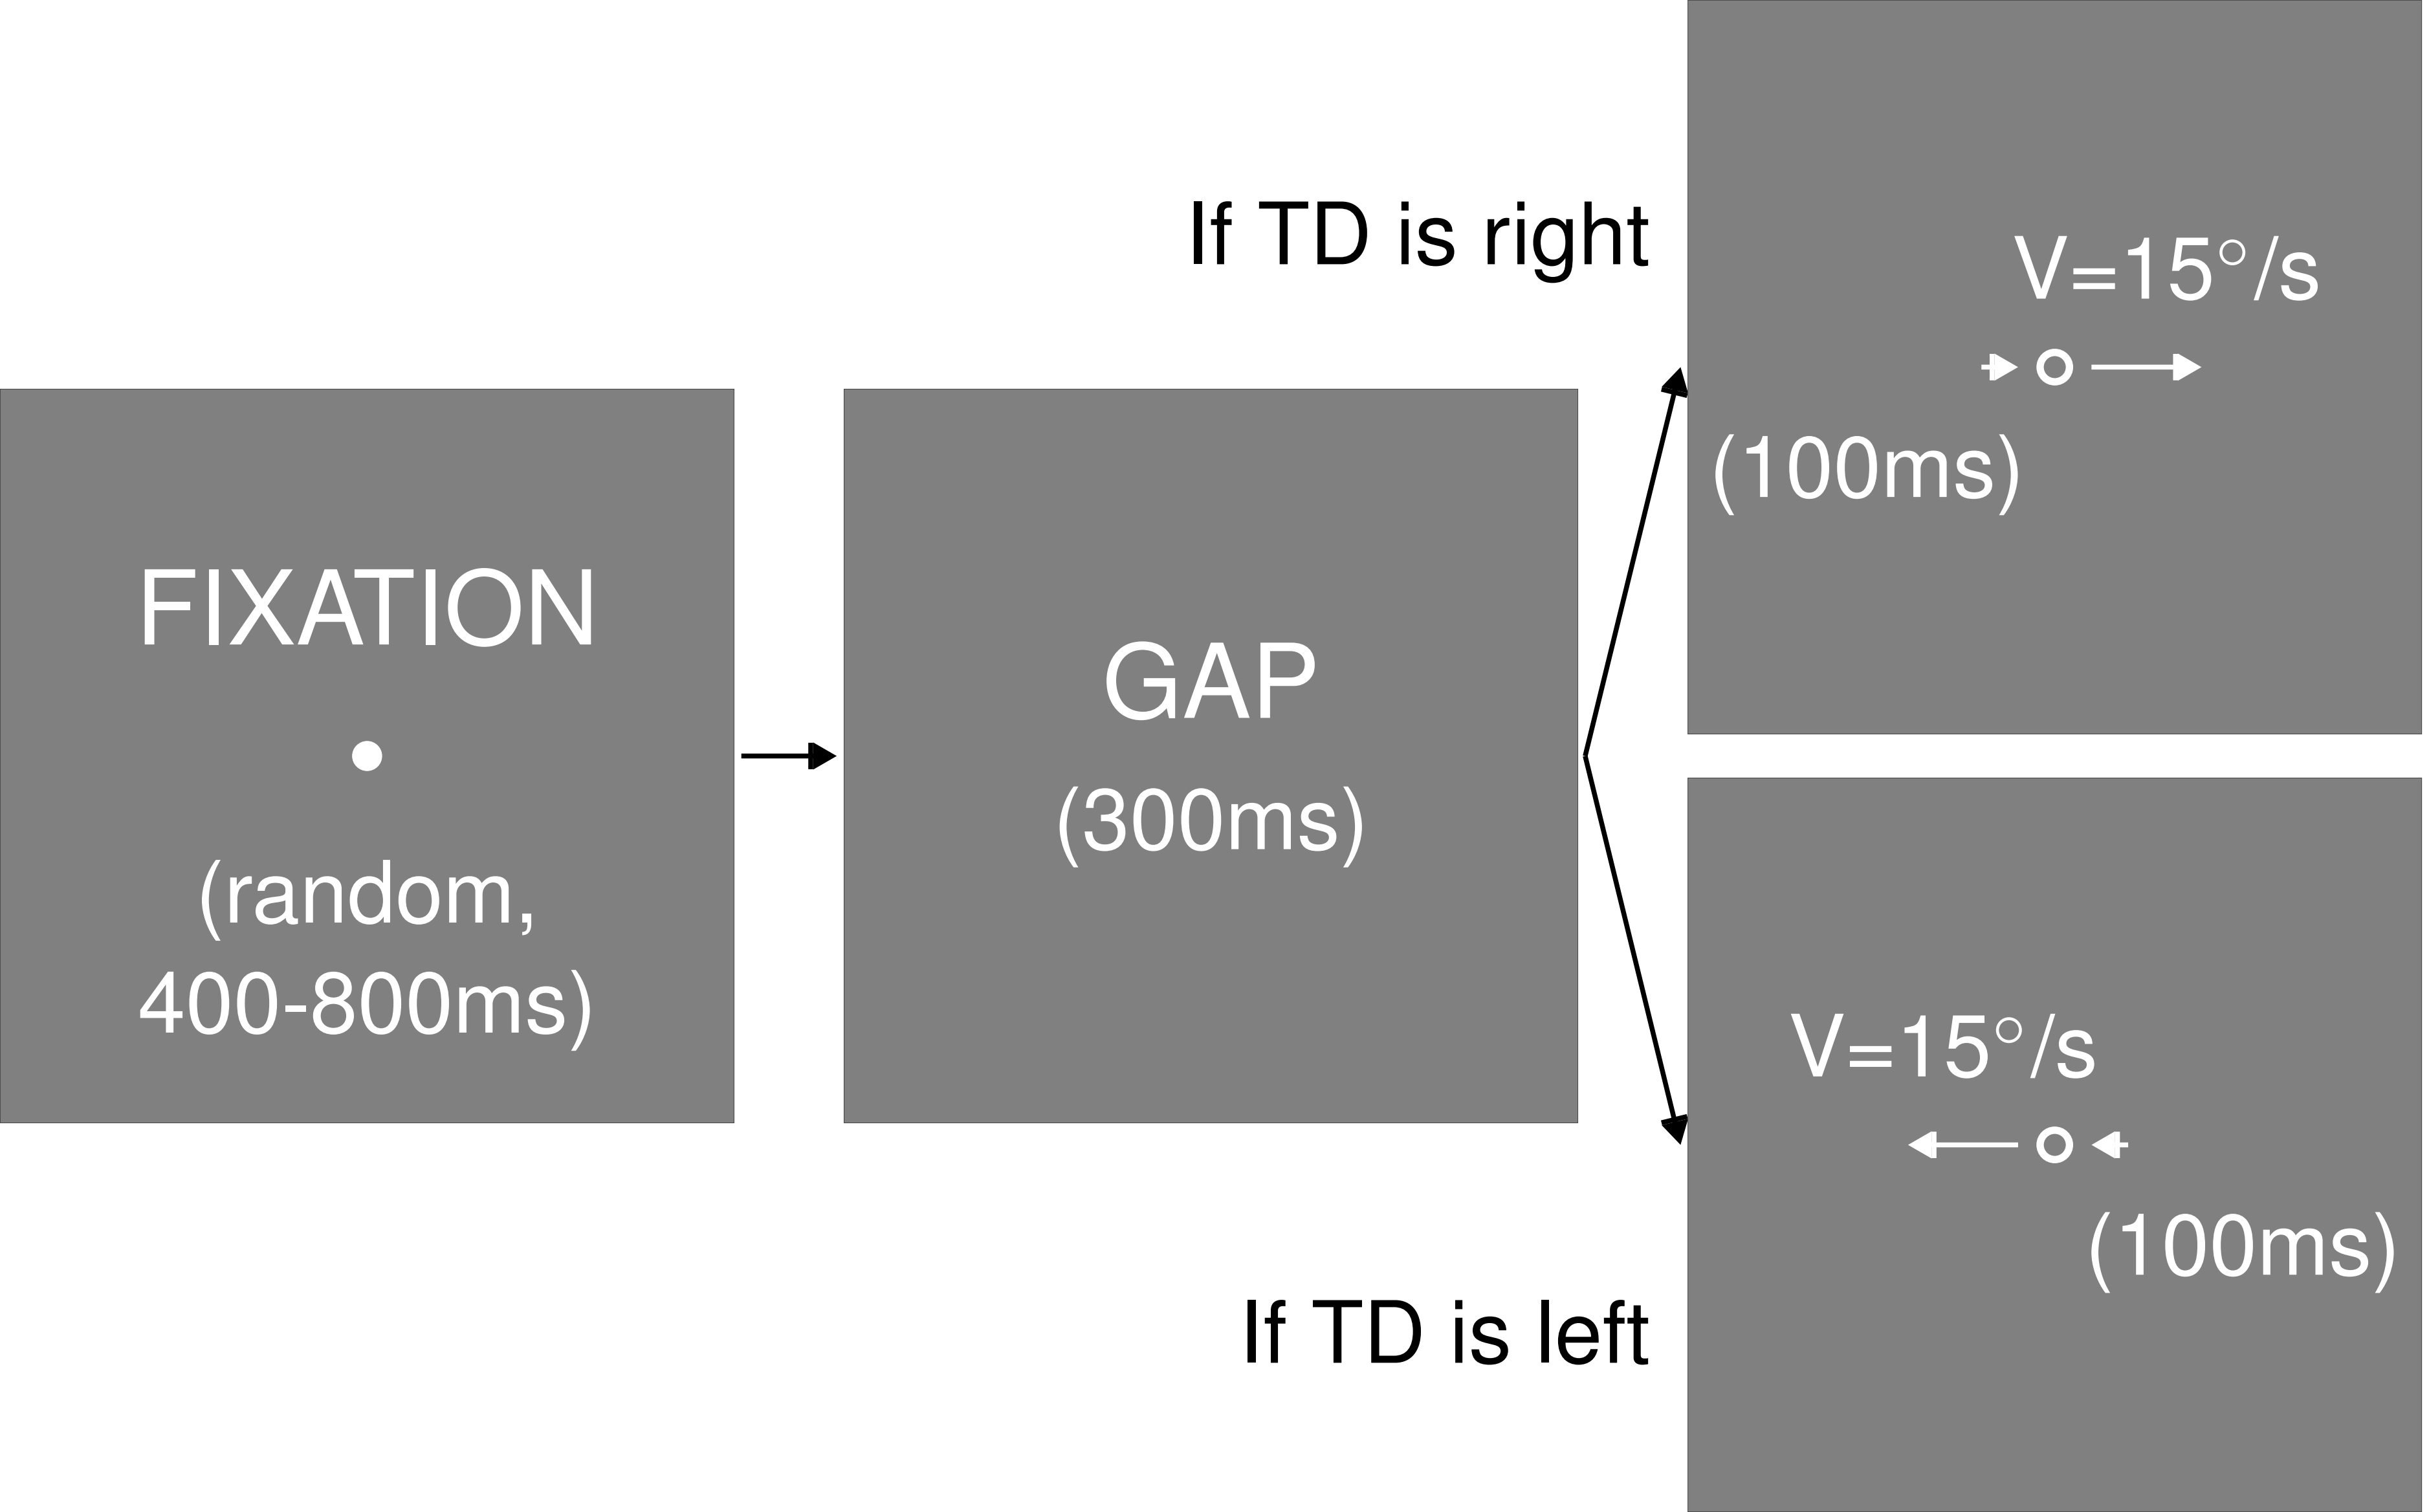 FIXATION
(random,
400-800ms)
GAP
(300ms)
If TD is right
V=15°/s
(100ms)
If TD is left
V=15°/s
(100ms)